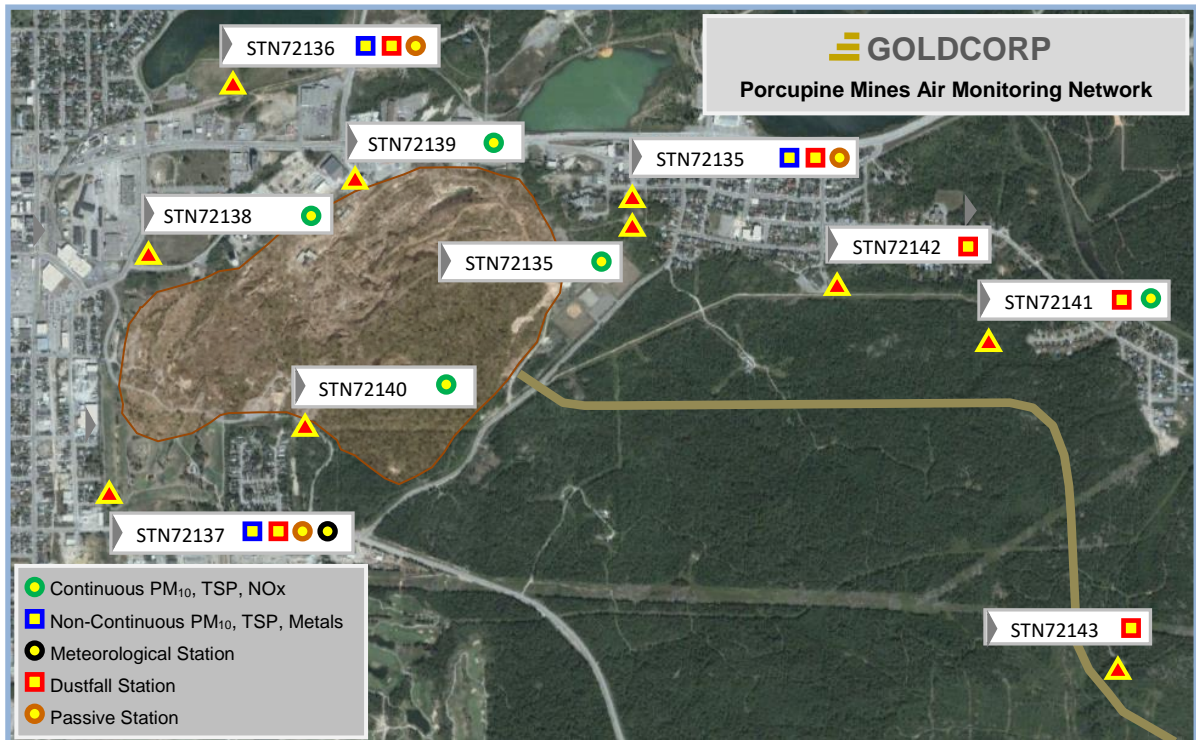 STN72136
GOLDCORP
Porcupine Mines Air Monitoring Network
STN72139
STN72135
STN72138
STN72142
STN72135
STN72141
STN72140
STN72137
Continuous PM₁₀, TSP, NOx
Non-Continuous PM₁₀, TSP, Metals
Meteorological Station
Dustfall Station
Passive Station
STN72143